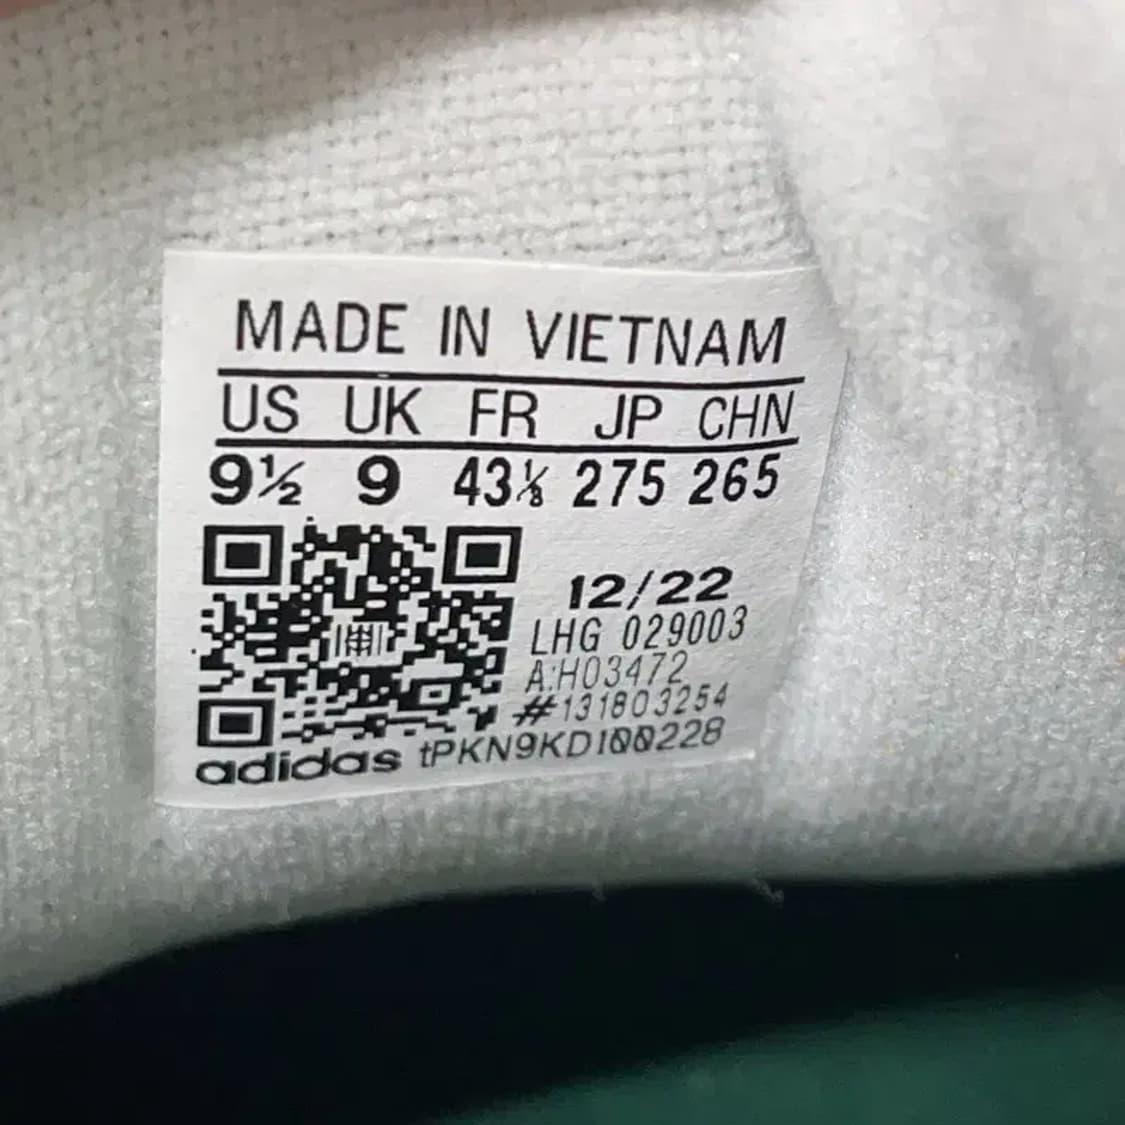 MADE IN VIETNAM
US UK FR JP CHN
9½ 9 43⅓ 275 265
12/22
LHG 029003
A:H03472
#131803254
adidas tPKN9KD100228